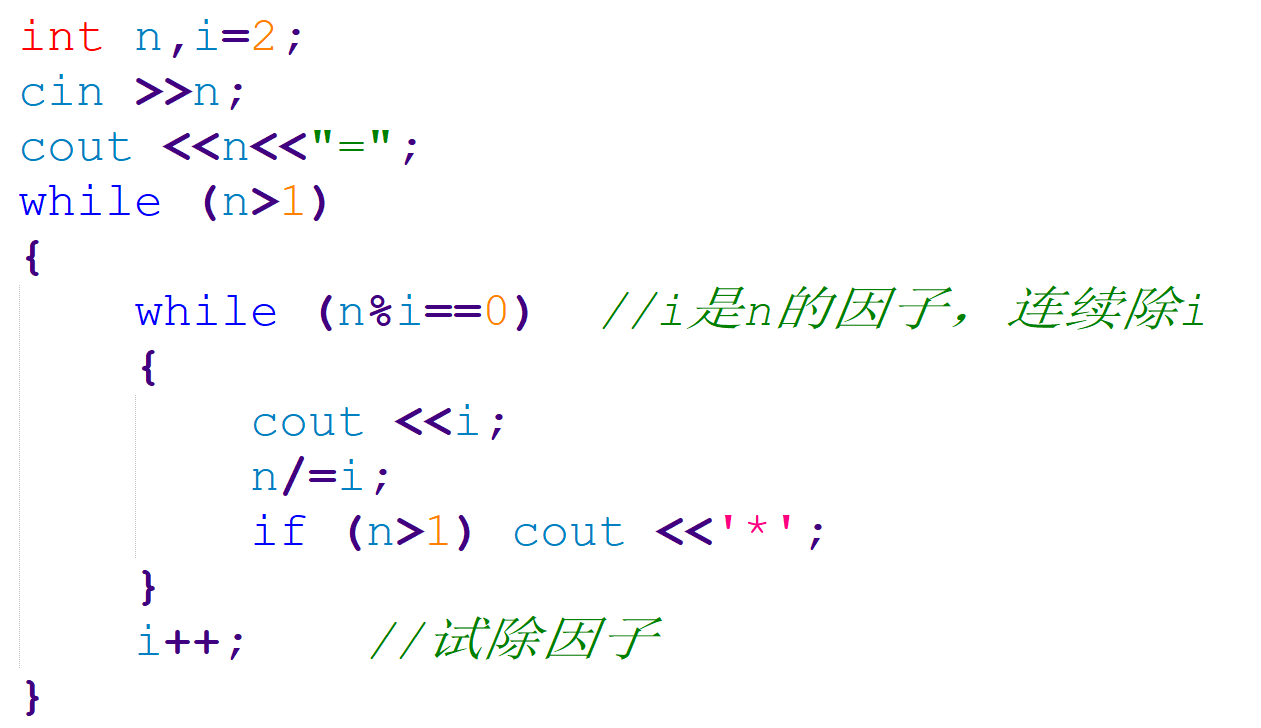 int n,i=2;
cin >>n;
cout <<n<<"=";
while (n>1)
{
    while (n%i==0)  //i是n的因子，连续除i
    {
        cout <<i;
        n/=i;
        if (n>1) cout <<'*';
    }
    i++;    //试除因子
}